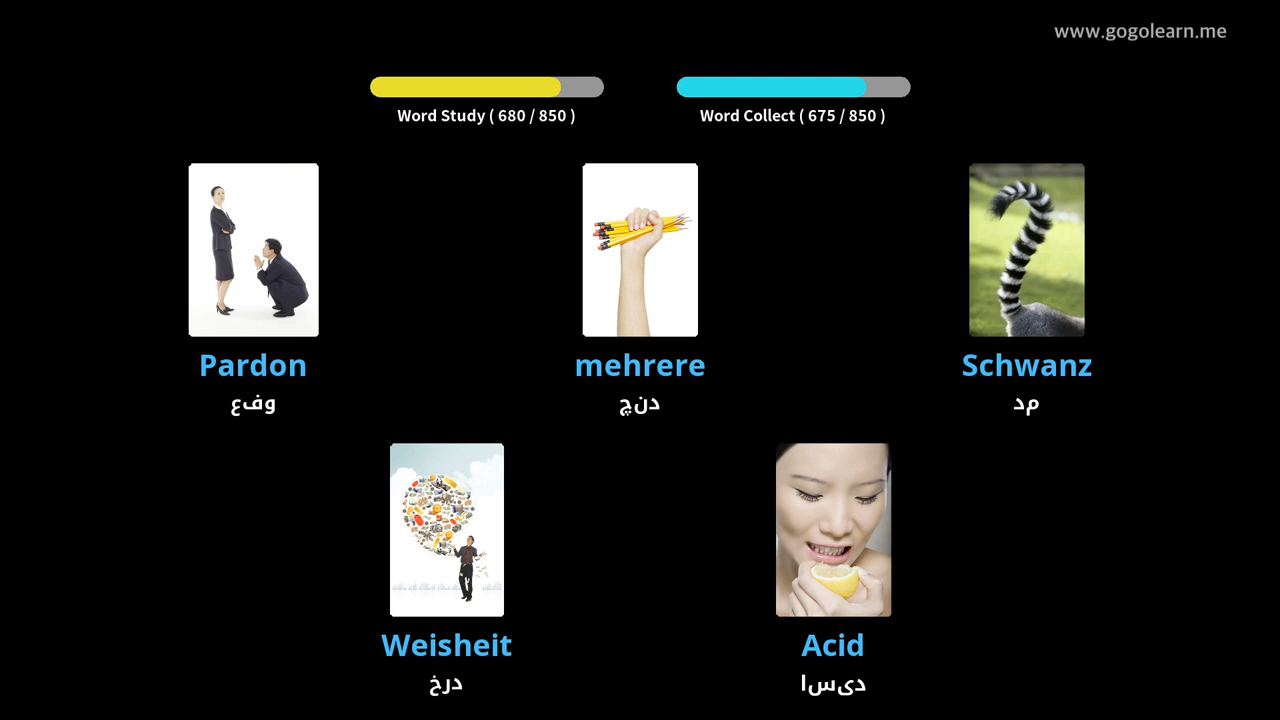 www.gogolearn.me
Word Study ( 680 / 850 )
Word Collect ( 675 / 850 )
Pardon
وفع
mehrere
دنچ
Schwanz
مد
Weisheit
درخ
Acid
دیسا